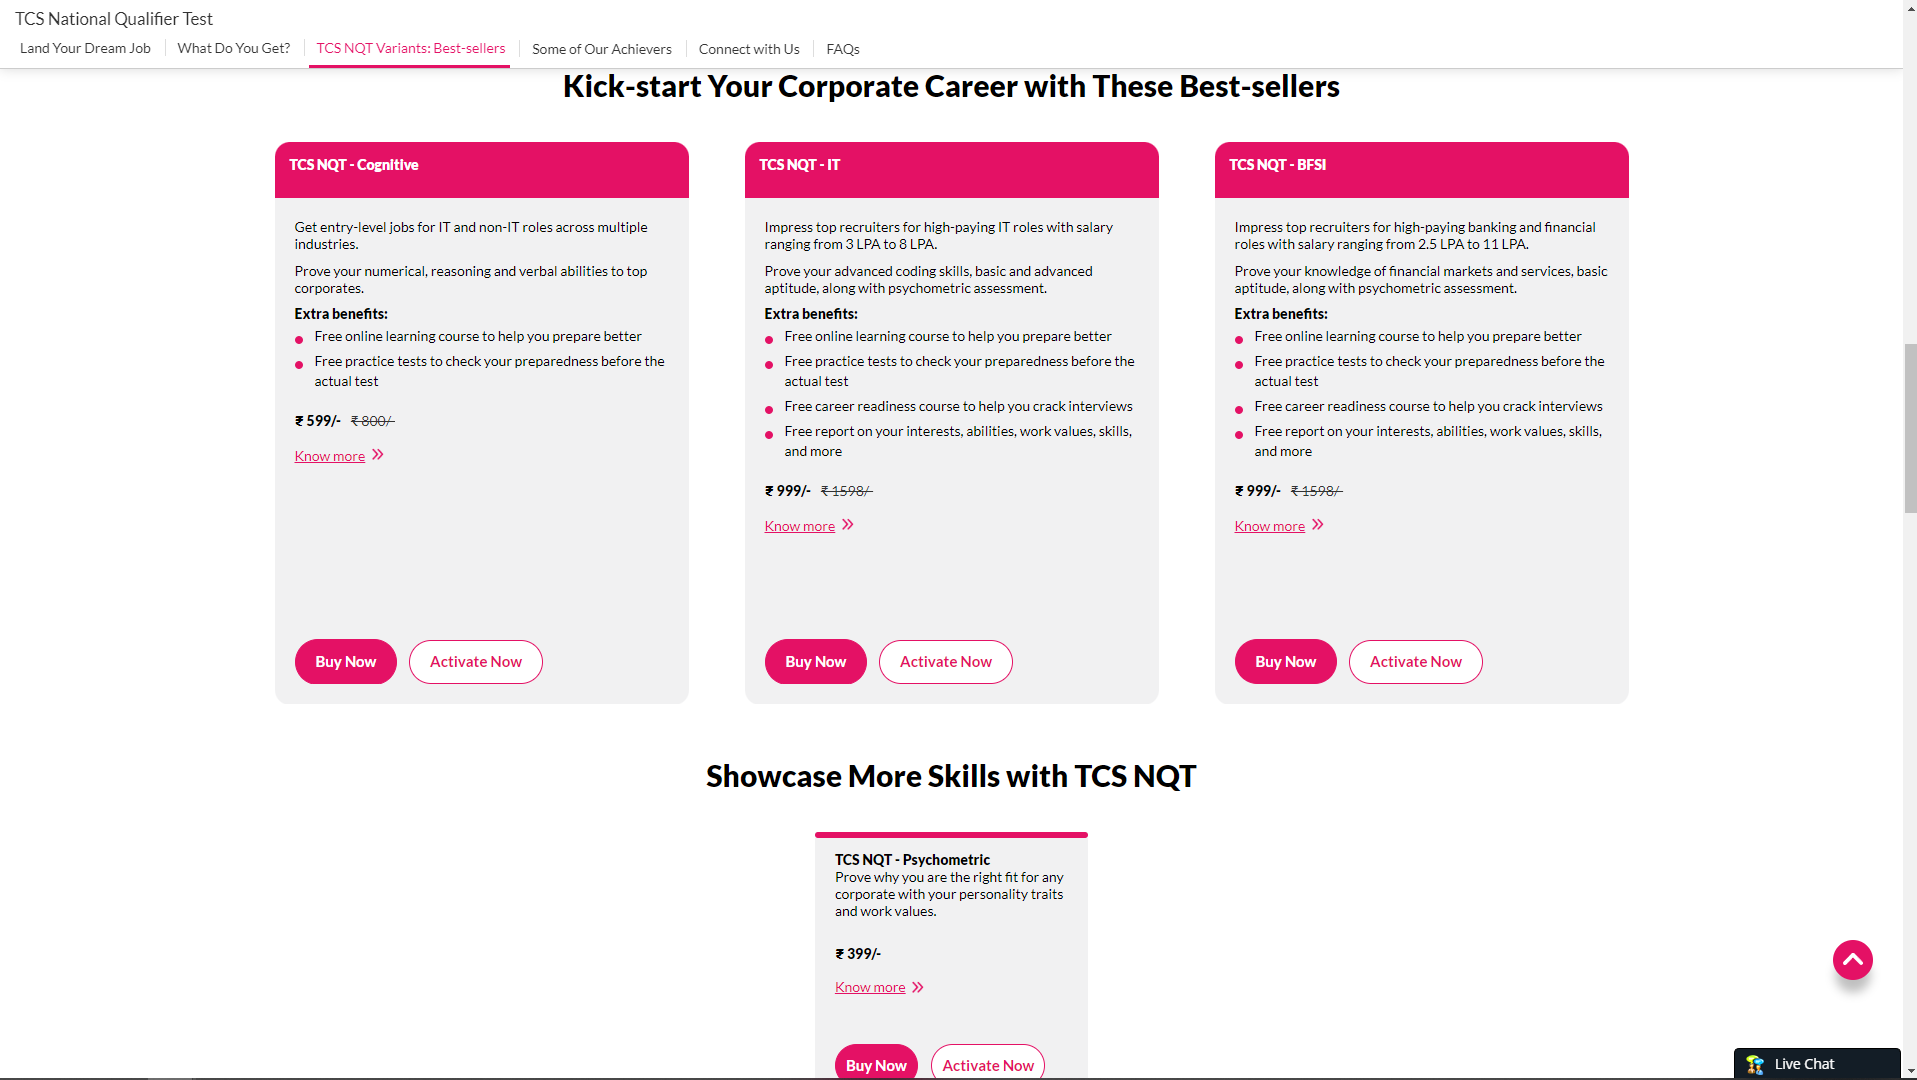 TCS National Qualifier Test
Land Your Dream Job
What Do You Get?
TCS NQT Variants: Best-sellers
Some of Our Achievers
Connect with Us
FAQs
Kick-start Your Corporate Career with These Best-sellers
TCS NQT - Cognitive
Get entry-level jobs for IT and non-IT roles across multiple
industries.
Prove your numerical, reasoning and verbal abilities to top
corporates.
Extra benefits:
Free online learning course to help you prepare better
Free practice tests to check your preparedness before the
actual test
₹ 599/- ₹ 800/-
Know more
Buy Now
Activate Now
TCS NQT - IT
Impress top recruiters for high-paying IT roles with salary
ranging from 3 LPA to 8 LPA.
Prove your advanced coding skills, basic and advanced
aptitude, along with psychometric assessment.
Extra benefits:
Free online learning course to help you prepare better
Free practice tests to check your preparedness before the
actual test
Free career readiness course to help you crack interviews
Free report on your interests, abilities, work values, skills,
and more
₹ 999/- ₹ 1598/-
Know more
Buy Now
Activate Now
TCS NQT - BFSI
Impress top recruiters for high-paying banking and financial
roles with salary ranging from 2.5 LPA to 11 LPA.
Prove your knowledge of financial markets and services, basic
aptitude, along with psychometric assessment.
Extra benefits:
Free online learning course to help you prepare better
Free practice tests to check your preparedness before the
actual test
Free career readiness course to help you crack interviews
Free report on your interests, abilities, work values, skills,
and more
₹ 999/- ₹ 1598/-
Know more
Buy Now
Activate Now
Showcase More Skills with TCS NQT
TCS NQT - Psychometric
Prove why you are the right fit for any
corporate with your personality traits
and work values.
₹ 399/-
Know more
Buy Now
Activate Now
Live Chat